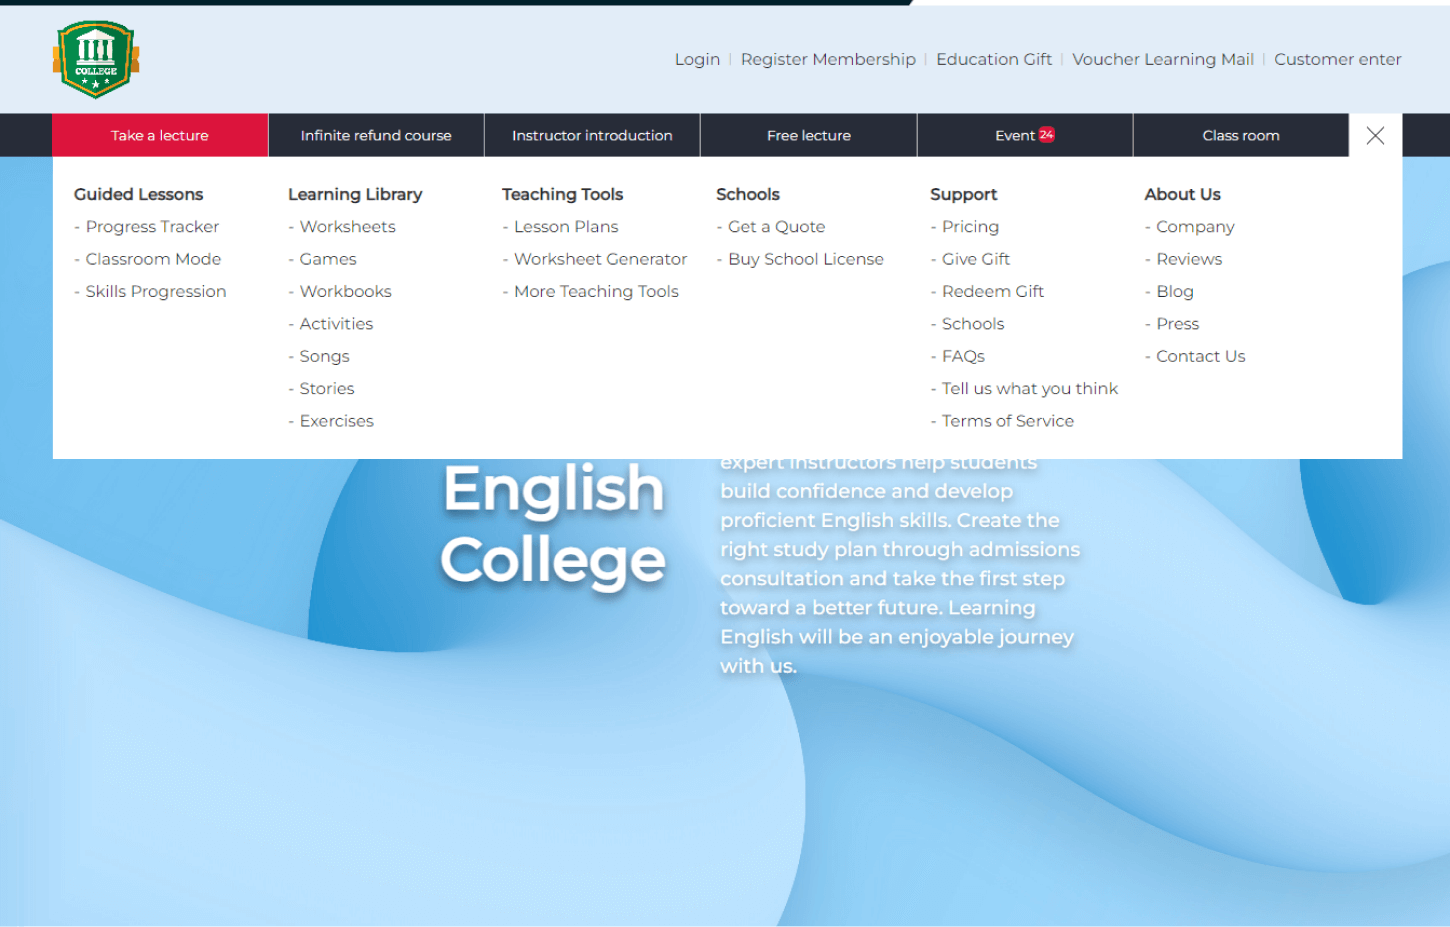 COLLEGE
Login | Register Membership | Education Gift | Voucher Learning Mail | Customer enter
Take a lecture
Infinite refund course
Instructor introduction
Free lecture
Event 24
Class room
Guided Lessons
- Progress Tracker
- Classroom Mode
- Skills Progression
Learning Library
- Worksheets
- Games
- Workbooks
- Activities
- Songs
- Stories
- Exercises
Teaching Tools
- Lesson Plans
- Worksheet Generator
- More Teaching Tools
Schools
- Get a Quote
- Buy School License
Support
- Pricing
- Give Gift
- Redeem Gift
- Schools
- FAQs
- Tell us what you think
- Terms of Service
About Us
- Company
- Reviews
- Blog
- Press
- Contact Us
English
College
expert instructors help students
build confidence and develop
proficient English skills. Create the
right study plan through admissions
consultation and take the first step
toward a better future. Learning
English will be an enjoyable journey
with us.